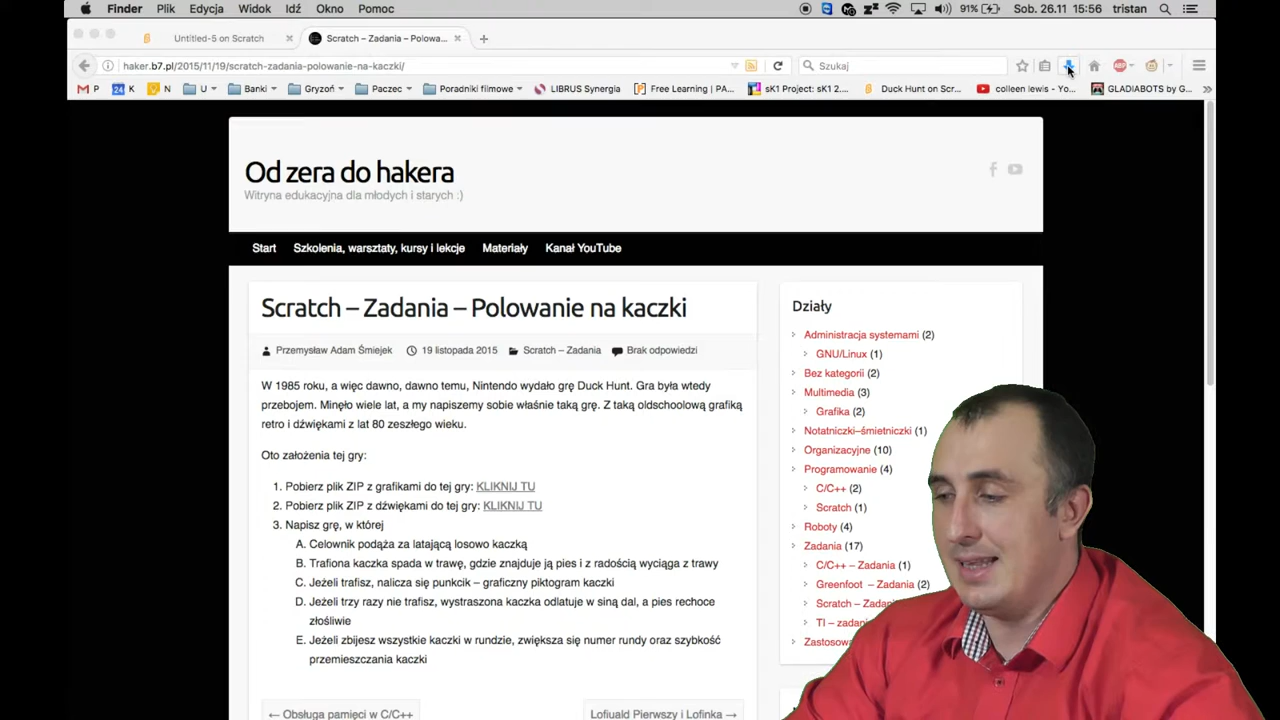 Finder Plik Edycja Widok Idź Okno Pomoc 91% Sob. 26.11 15:56 tristan
Untitled-5 on Scratch Scratch – Zadania – Polowa...
haker.b7.pl/2015/11/19/scratch-zadania-polowanie-na-kaczki/ Szukaj
P 24 K N U Banki Gryzoń Paczec Poradniki filmowe LIBRUS Synergia Free Learning | PA... sK1 Project: sK1 2.... Duck Hunt on Scr... colleen lewis - Yo... GLADIABOTS by G...
Od zera do hakera
Witryna edukacyjna dla młodych i starych :)
Start Szkolenia, warsztaty, kursy i lekcje Materiały Kanał YouTube
Scratch – Zadania – Polowanie na kaczki
Przemysław Adam Śmiejek 19 listopada 2015 Scratch – Zadania Brak odpowiedzi
W 1985 roku, a więc dawno, dawno temu, Nintendo wydało grę Duck Hunt. Gra była wtedy
przebojem. Minęło wiele lat, a my napiszemy sobie właśnie taką grę. Z taką oldschoolową grafiką
retro i dźwiękami z lat 80 zeszłego wieku.
Oto założenia tej gry:
1. Pobierz plik ZIP z grafikami do tej gry: KLIKNIJ TU
2. Pobierz plik ZIP z dźwiękami do tej gry: KLIKNIJ TU
3. Napisz grę, w której
A. Celownik podąża za latającą losowo kaczką
B. Trafiona kaczka spada w trawę, gdzie znajduje ją pies i z radością wyciąga z trawy
C. Jeżeli trafisz, nalicza się punkcik – graficzny piktogram kaczki
D. Jeżeli trzy razy nie trafisz, wystraszona kaczka odlatuje w siną dal, a pies rechoce
złośliwie
E. Jeżeli zbijesz wszystkie kaczki w rundzie, zwiększa się numer rundy oraz szybkość
przemieszczania kaczki
← Obsługa pamięci w C/C++ Lofiuald Pierwszy i Lofinka →
Działy
Administracja systemami (2)
GNU/Linux (1)
Bez kategorii (2)
Multimedia (3)
Grafika (2)
Notatniczki–śmietniczki (1)
Organizacyjne (10)
Programowanie (4)
C/C++ (2)
Scratch (1)
Roboty (4)
Zadania (17)
C/C++ – Zadania (1)
Greenfoot – Zadania (2)
Scratch – Zadan
TI – zadani
Zastosowa